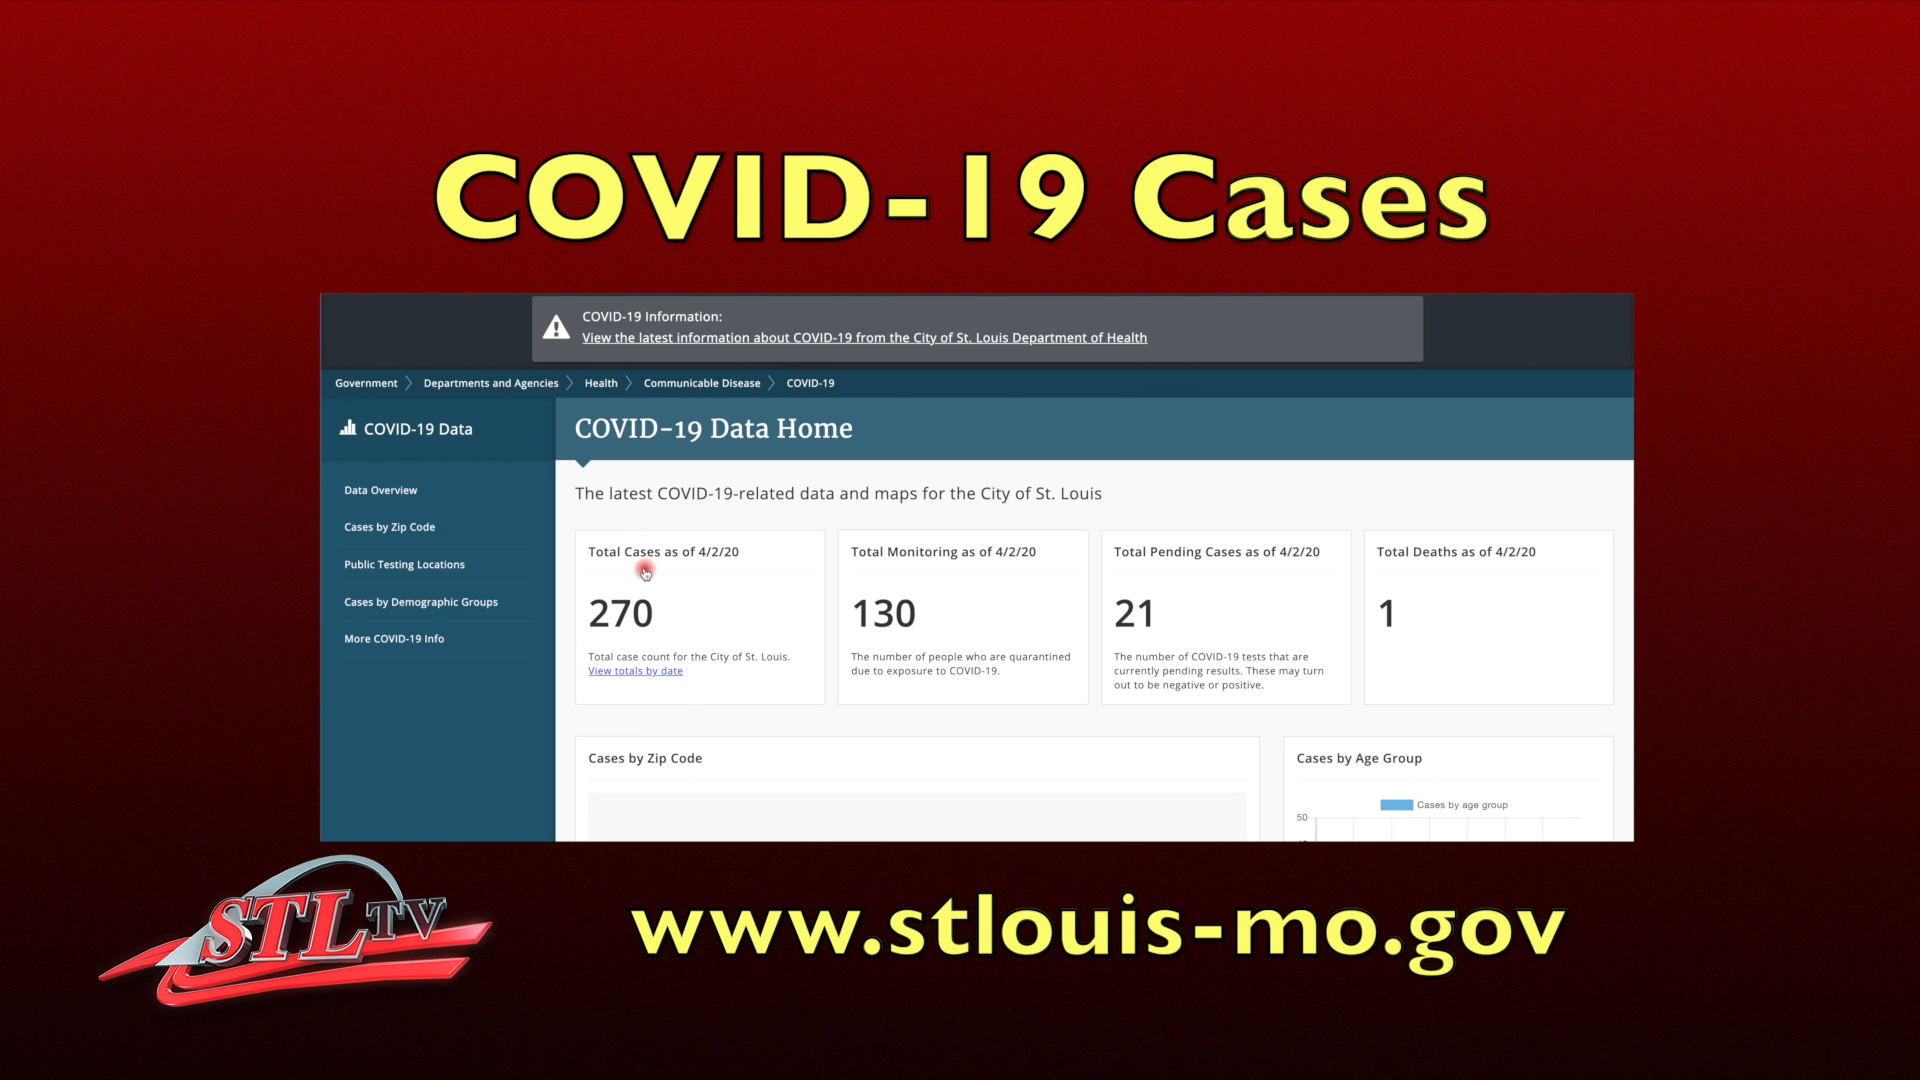 COVID-19 Cases
COVID-19 Information:
View the latest information about COVID-19 from the City of St. Louis Department of Health
Government Departments and Agencies Health Communicable Disease COVID-19
COVID-19 Data
COVID-19 Data Home
Data Overview
Cases by Zip Code
Public Testing Locations
Cases by Demographic Groups
More COVID-19 Info
The latest COVID-19-related data and maps for the City of St. Louis
Total Cases as of 4/2/20
270
Total case count for the City of St. Louis.
View totals by date
Total Monitoring as of 4/2/20
130
The number of people who are quarantined
due to exposure to COVID-19.
Total Pending Cases as of 4/2/20
21
The number of COVID-19 tests that are
currently pending results. These may turn
out to be negative or positive.
Total Deaths as of 4/2/20
1
Cases by Zip Code
Cases by Age Group
Cases by age group
50
STL TV
www.stlouis-mo.gov